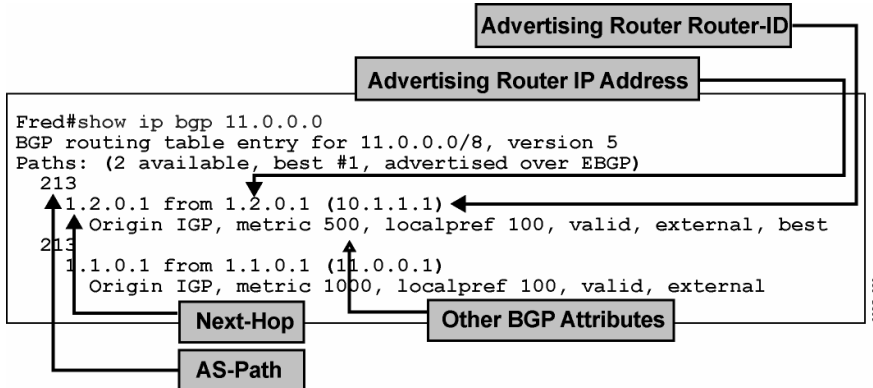 Advertising Router Router-ID
Advertising Router IP Address
Fred#show ip bgp 11.0.0.0
BGP routing table entry for 11.0.0.0/8, version 5
Paths: (2 available, best #1, advertised over EBGP)
213
1.2.0.1 from 1.2.0.1 (10.1.1.1)
Origin IGP, metric 500, localpref 100, valid, external, best
213
1.1.0.1 from 1.1.0.1 (11.0.0.1)
Origin IGP, metric 1000, localpref 100, valid, external
Next-Hop
Other BGP Attributes
AS-Path